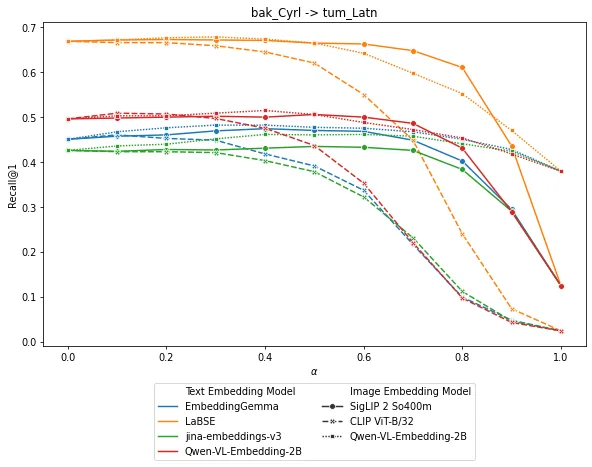 bak_Cyrl -> tum_Latn
0.7
0.6
0.5
0.4
0.3
0.2
0.1
0.0
Recall@1
0.0 0.2 0.4 0.6 0.8 1.0
α
Text Embedding Model Image Embedding Model
EmbeddingGemma SigLIP 2 So400m
LaBSE CLIP ViT-B/32
jina-embeddings-v3 Qwen-VL-Embedding-2B
Qwen-VL-Embedding-2B